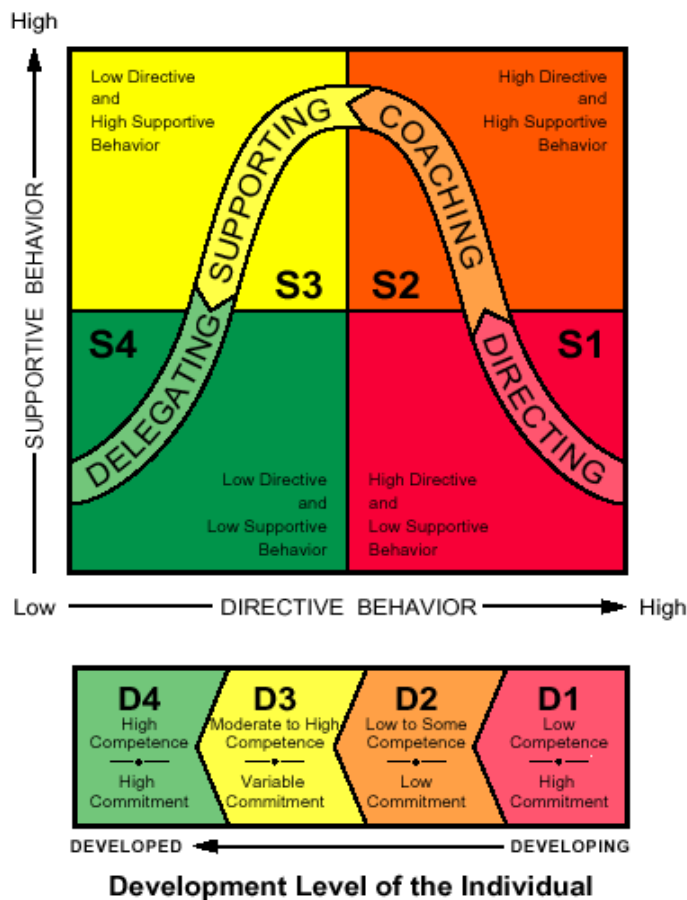 High
SUPPORTIVE BEHAVIOR
Low Directive
and
High Supportive
Behavior
High Directive
and
High Supportive
Behavior
SUPPORTING
COACHING
S3
S2
S4
S1
DELEGATING
DIRECTING
Low Directive
and
Low Supportive
Behavior
High Directive
and
Low Supportive
Behavior
Low
DIRECTIVE BEHAVIOR
High
D4
High
Competence
High
Commitment
D3
Moderate to High
Competence
Variable
Commitment
D2
Low to Some
Competence
Low
Commitment
D1
Low
Competence
High
Commitment
DEVELOPED
DEVELOPING
Development Level of the Individual